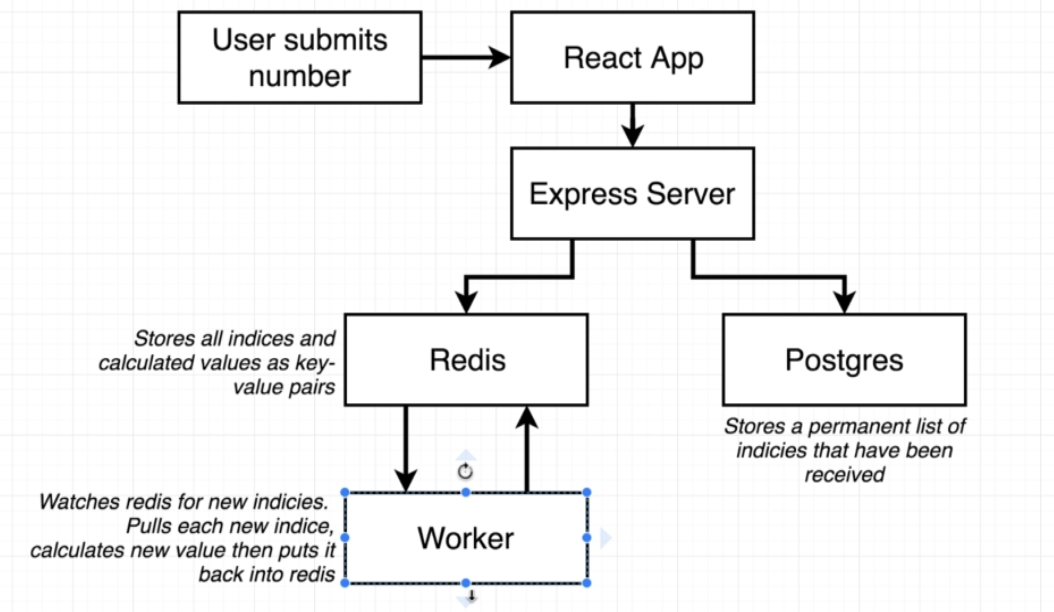 User submits
number
React App
Express Server
Stores all indices and
calculated values as key-
value pairs
Redis
Postgres
Stores a permanent list of
indicies that have been
received
Watches redis for new indicies.
Pulls each new indice,
calculates new value then puts it
back into redis
Worker